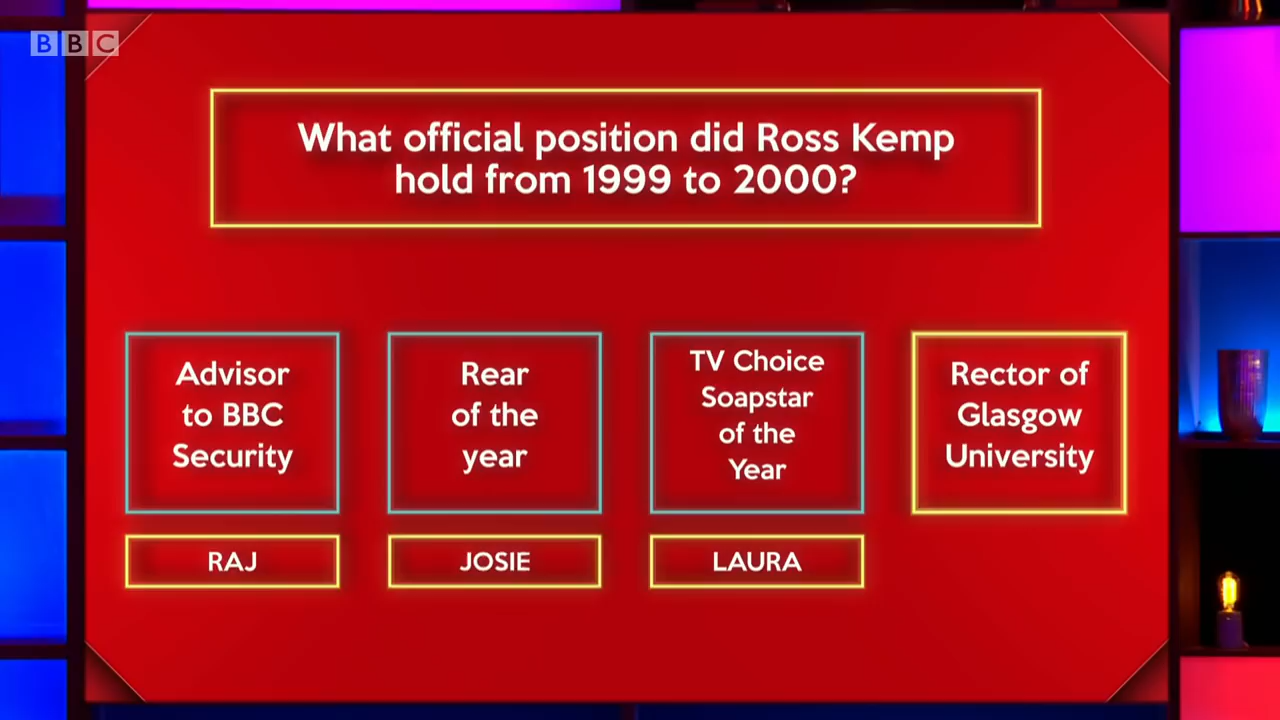 BBC
What official position did Ross Kemp
hold from 1999 to 2000?
Advisor
to BBC
Security
Rear
of the
year
TV Choice
Soapstar
of the
Year
Rector of
Glasgow
University
RAJ
JOSIE
LAURA